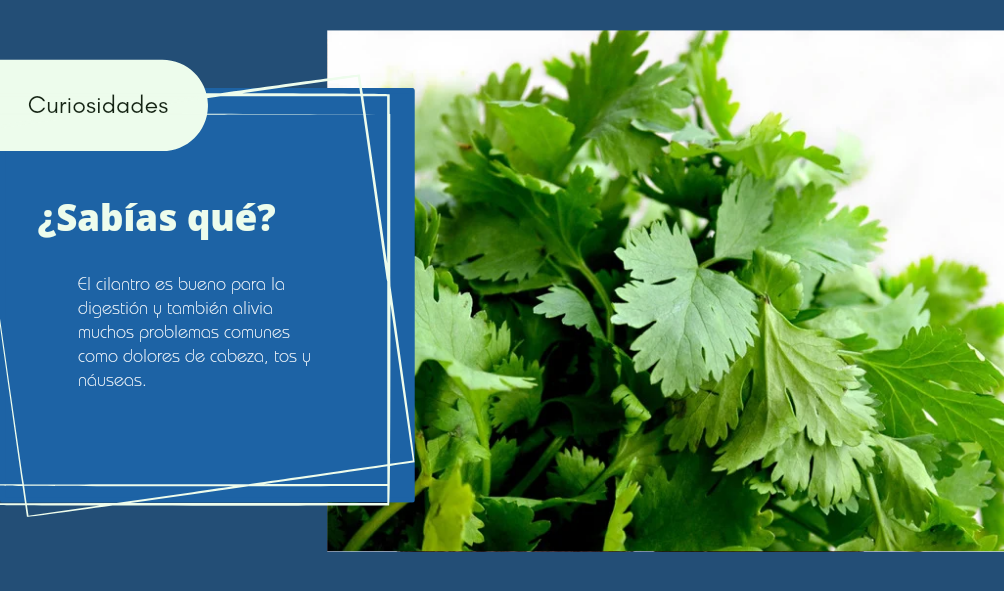 Curiosidades
¿Sabías qué?
El cilantro es bueno para la
digestión y también alivia
muchos problemas comunes
como dolores de cabeza, tos y
náuseas.